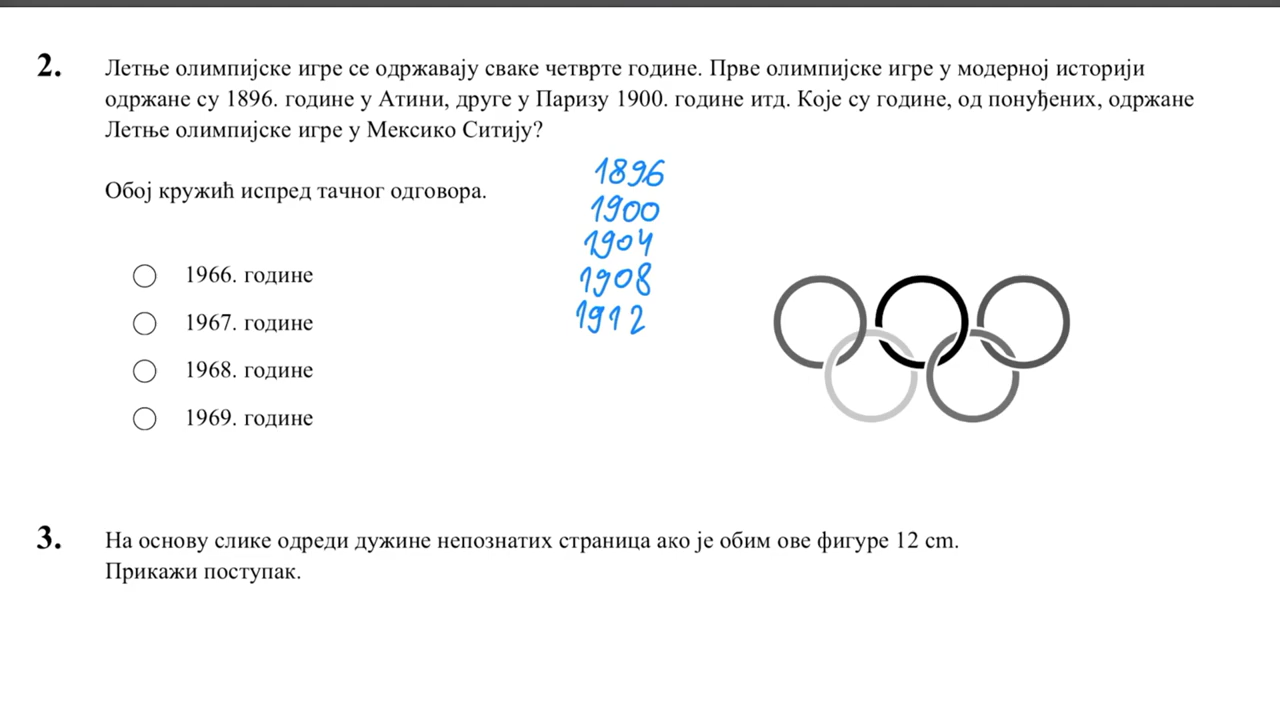 2. Летње олимпијске игре се одржавају сваке четврте године. Прве олимпијске игре у модерној историји
одржане су 1896. године у Атини, друге у Паризу 1900. године итд. Које су године, од понуђених, одржане
Летње олимпијске игре у Мексико Ситију?
Обој кружић испред тачног одговора.
1896
1900
1904
1908
1912
1966. године
1967. године
1968. године
1969. године
3. На основу слике одреди дужине непознатих страница ако је обим ове фигуре 12 cm.
Прикажи поступак.